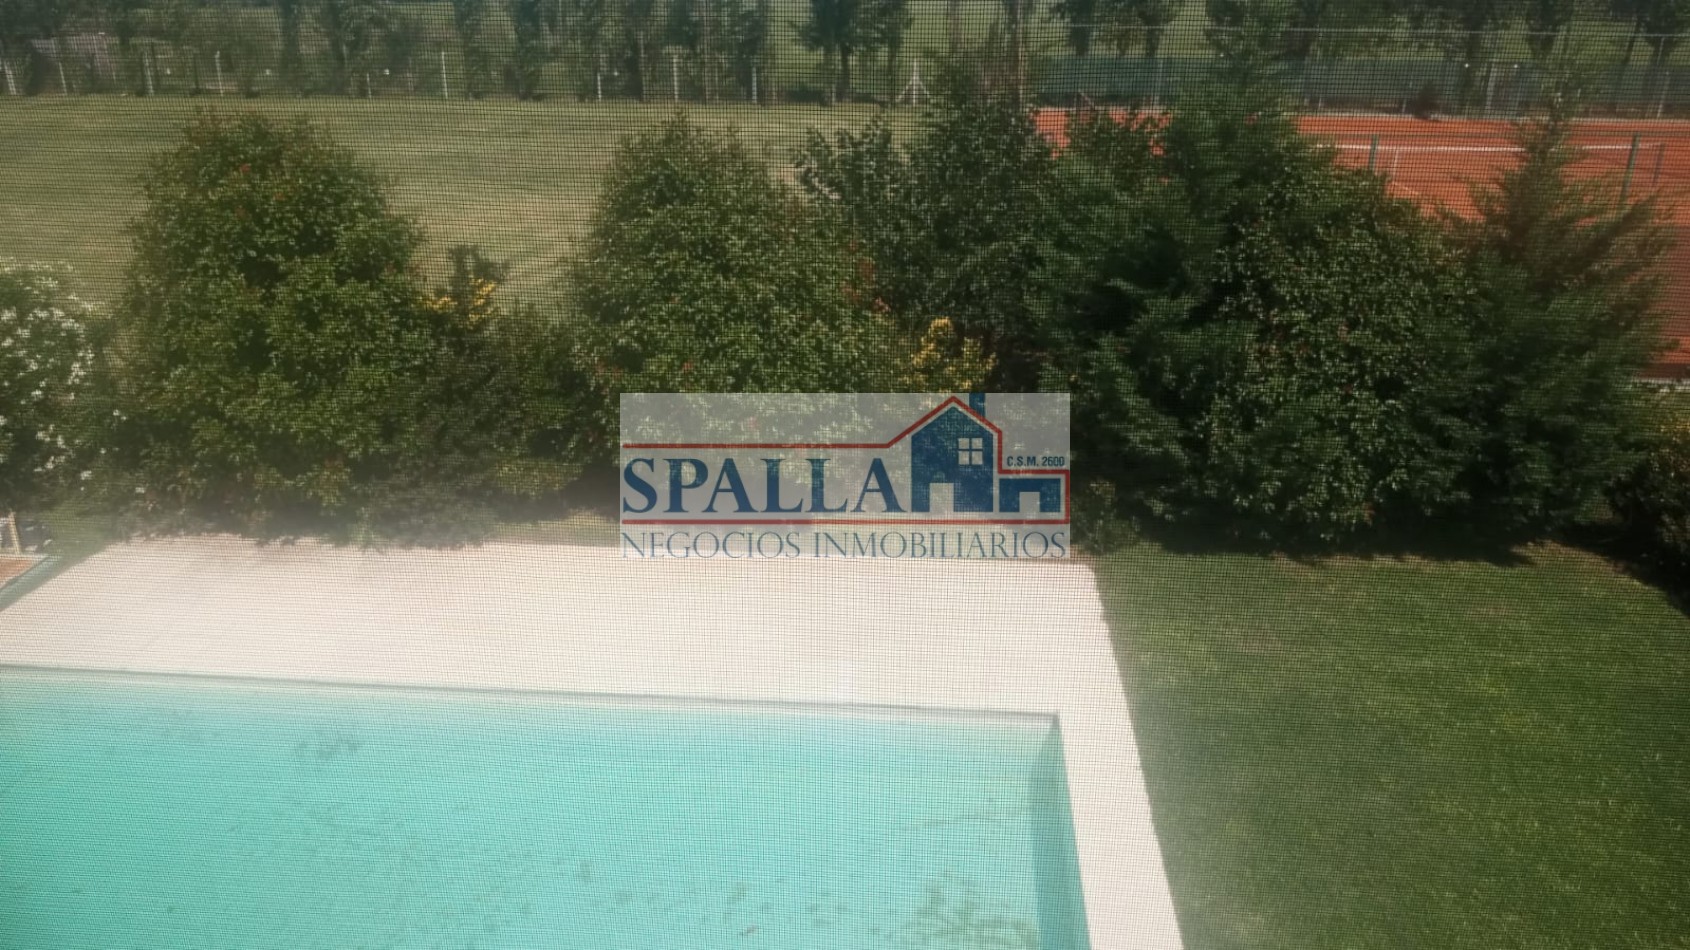 C.S.M. 2600
SPALLA
NEGOCIOS INMOBILIARIOS